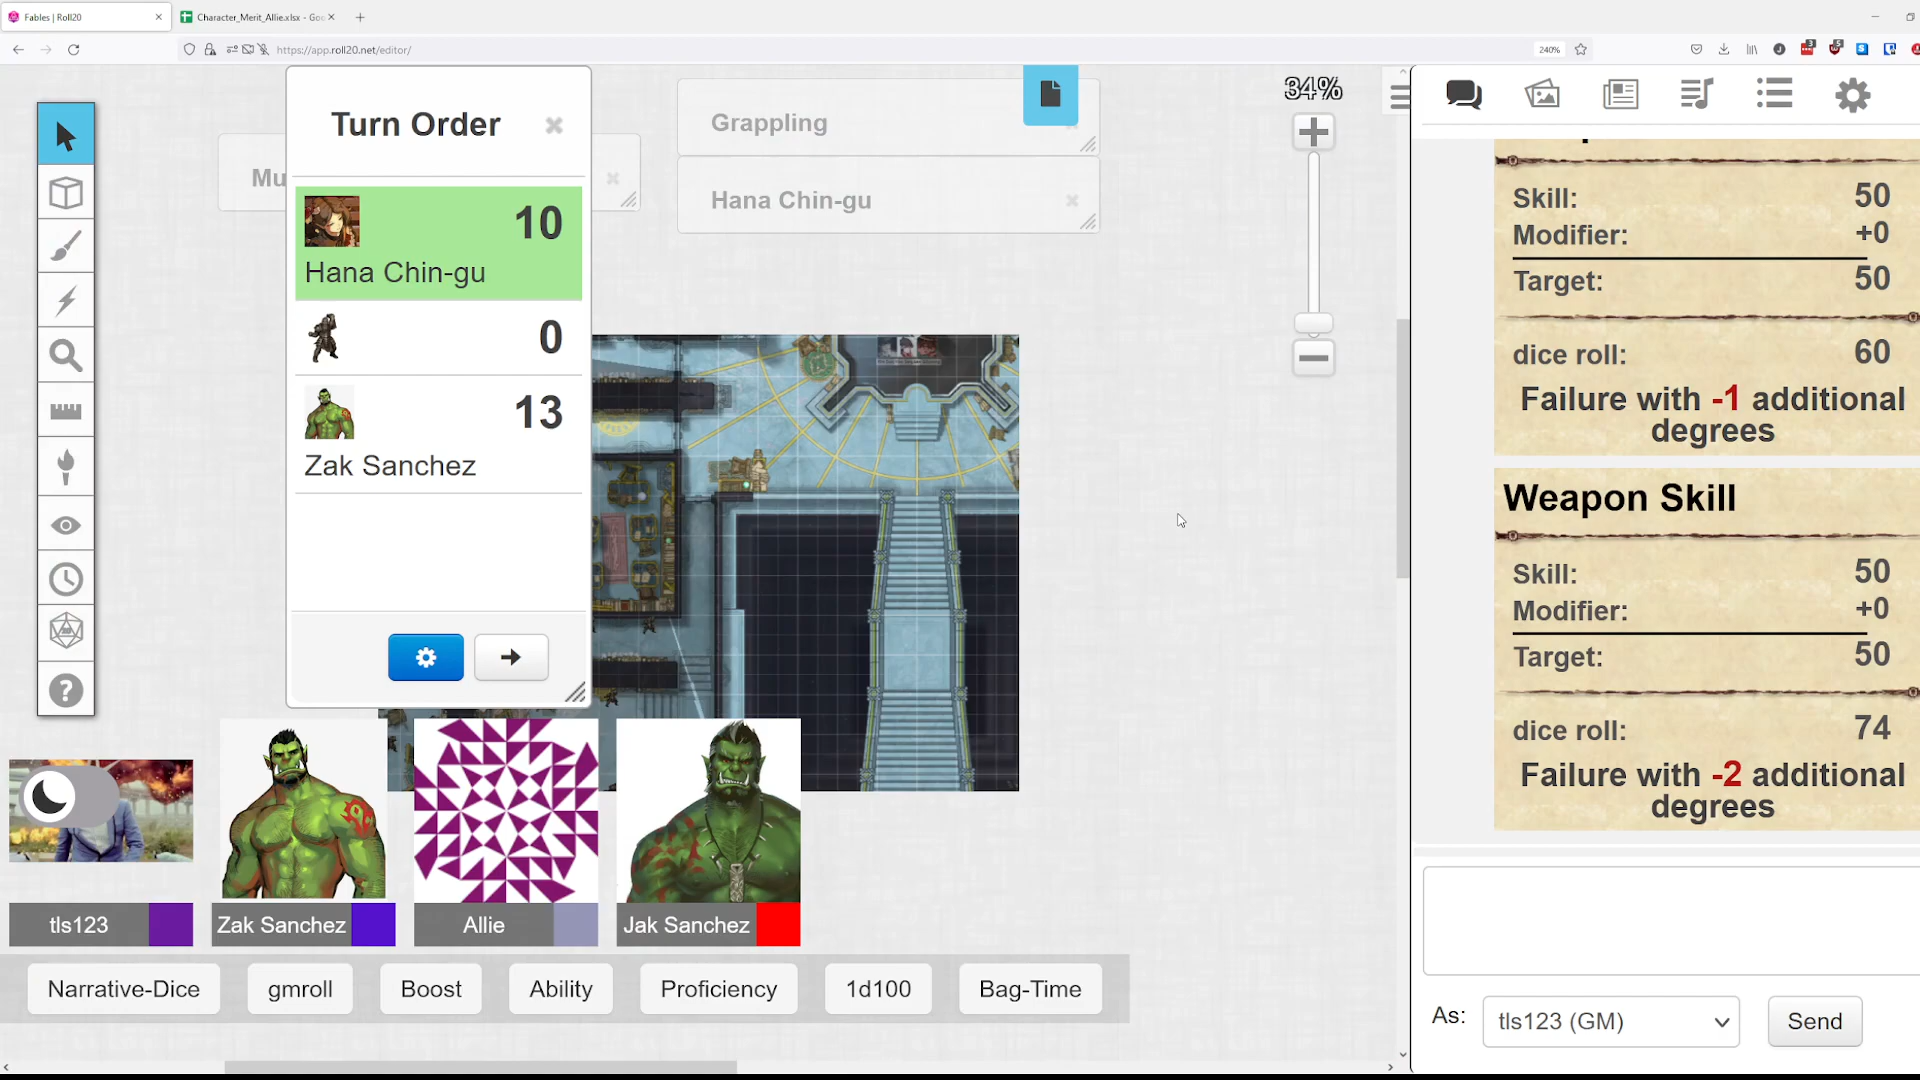 Fables | Roll20
Character_Merit_Allie.xlsx - Goo
https://app.roll20.net/editor/
240%
Turn Order
10
Hana Chin-gu
0
13
Zak Sanchez
Mu
Grappling
Hana Chin-gu
34%
Skill: 50
Modifier: +0
Target: 50
dice roll: 60
Failure with -1 additional
degrees
Weapon Skill
Skill: 50
Modifier: +0
Target: 50
dice roll: 74
Failure with -2 additional
degrees
tls123
Zak Sanchez
Allie
Jak Sanchez
Narrative-Dice
gmroll
Boost
Ability
Proficiency
1d100
Bag-Time
As:
tls123 (GM)
Send